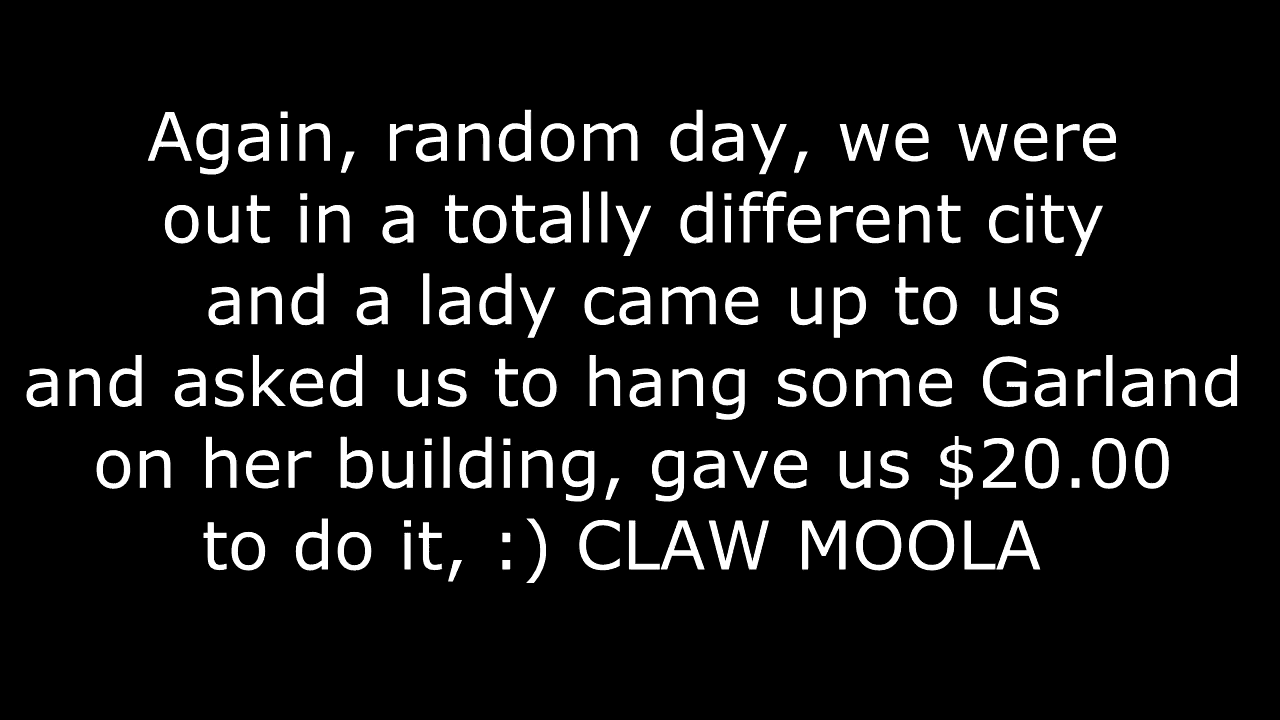 Again, random day, we were
out in a totally different city
and a lady came up to us
and asked us to hang some Garland
on her building, gave us $20.00
to do it, :) CLAW MOOLA